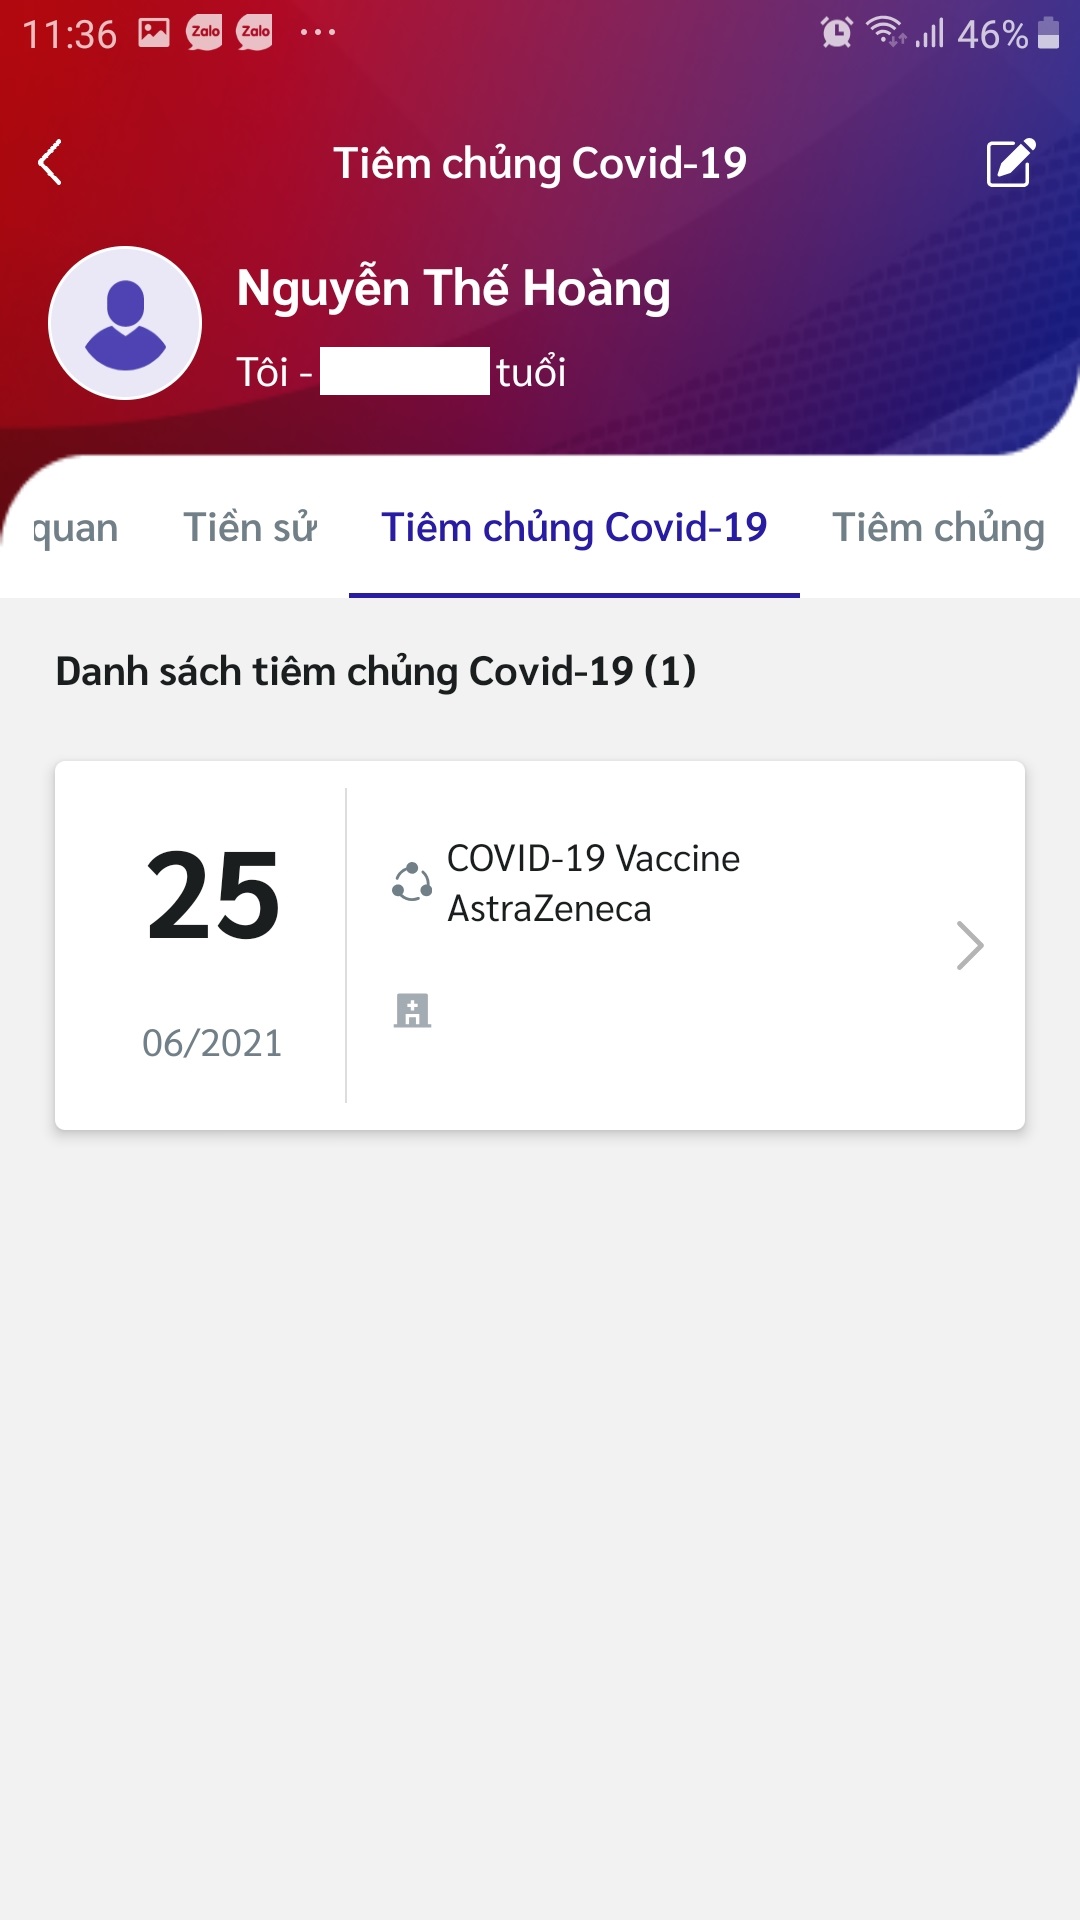 11:36 Zalo Zalo ... 46%
Tiêm chủng Covid-19
Nguyễn Thế Hoàng
Tôi - tuổi
quan Tiền sử Tiêm chủng Covid-19 Tiêm chủng
Danh sách tiêm chủng Covid-19 (1)
25
06/2021
COVID-19 Vaccine
AstraZeneca